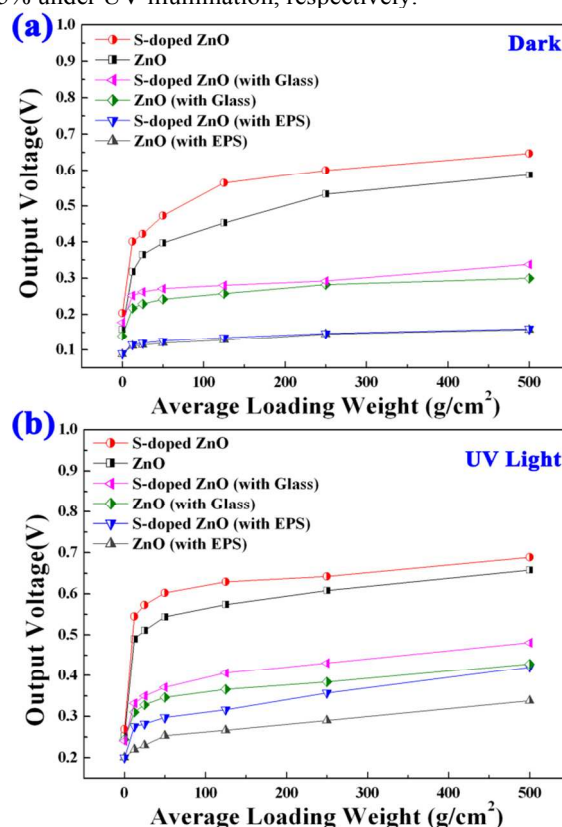 5% under UV illumination, respectively.
(a)
Dark
S-doped ZnO
ZnO
S-doped ZnO (with Glass)
ZnO (with Glass)
S-doped ZnO (with EPS)
ZnO (with EPS)
Output Voltage(V)
1.0
0.9
0.8
0.7
0.6
0.5
0.4
0.3
0.2
0.1
0 100 200 300 400 500
Average Loading Weight (g/cm²)
(b)
UV Light
S-doped ZnO
ZnO
S-doped ZnO (with Glass)
ZnO (with Glass)
S-doped ZnO (with EPS)
ZnO (with EPS)
Output Voltage(V)
1.0
0.9
0.8
0.7
0.6
0.5
0.4
0.3
0.2
0 100 200 300 400 500
Average Loading Weight (g/cm²)